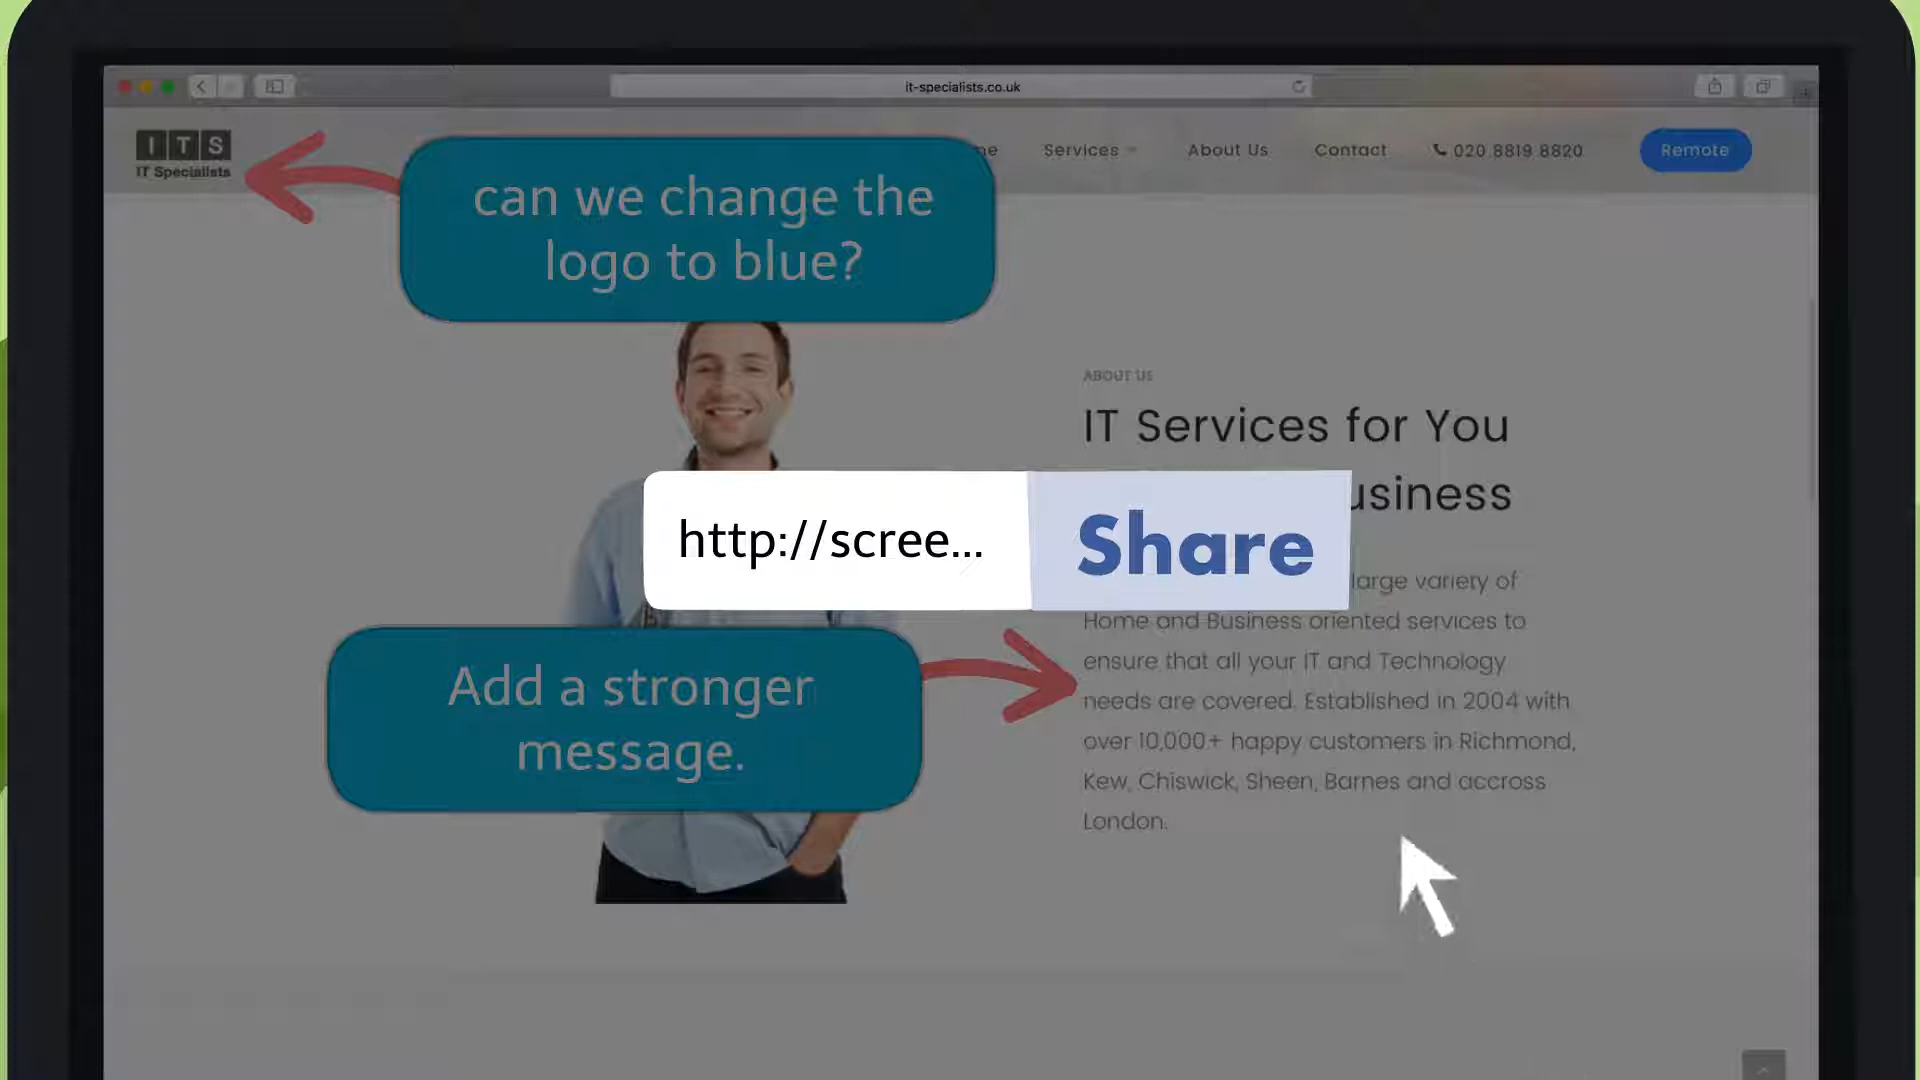 it-specialists.co.uk
I T S
IT Specialists
Services
About Us
Contact
020 8819 8820
Remote
can we change the
logo to blue?
ABOUT US
IT Services for You
http://scree...
Share
large variety of
Home and Business oriented services to
ensure that all your IT and Technology
needs are covered. Established in 2004 with
over 10,000+ happy customers in Richmond,
Kew, Chiswick, Sheen, Barnes and accross
London.
Add a stronger
message.